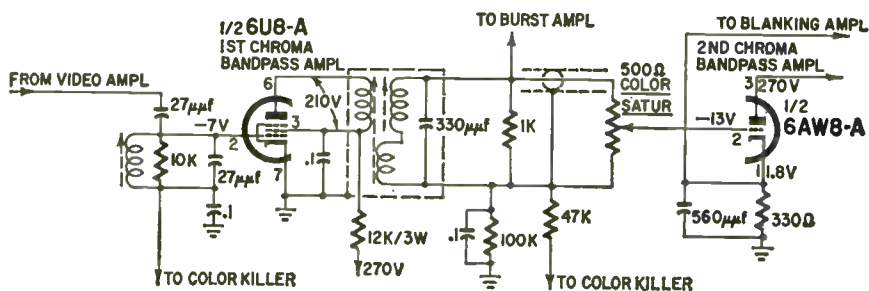 FROM VIDEO AMPL
27μμf
10K
27μμf
.1
TO COLOR KILLER
-7V
2
1/2 6U8-A
1ST CHROMA
BANDPASS AMPL
6
3
7
210V
.1
12K/3W
270V
330μμf
TO BURST AMPL
1K
.1
100K
47K
TO COLOR KILLER
500Ω
COLOR
SATUR
TO BLANKING AMPL
2ND CHROMA
BANDPASS AMPL
3
270V
1/2
6AW8-A
-13V
2
1
1.8V
560μμf
330Ω